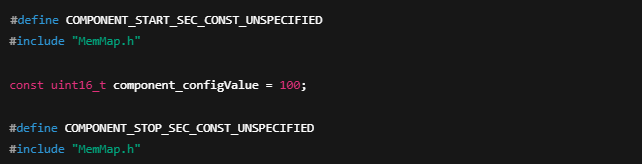 #define COMPONENT_START_SEC_CONST_UNSPECIFIED
#include "MemMap.h"
const uint16_t component_configValue = 100;
#define COMPONENT_STOP_SEC_CONST_UNSPECIFIED
#include "MemMap.h"